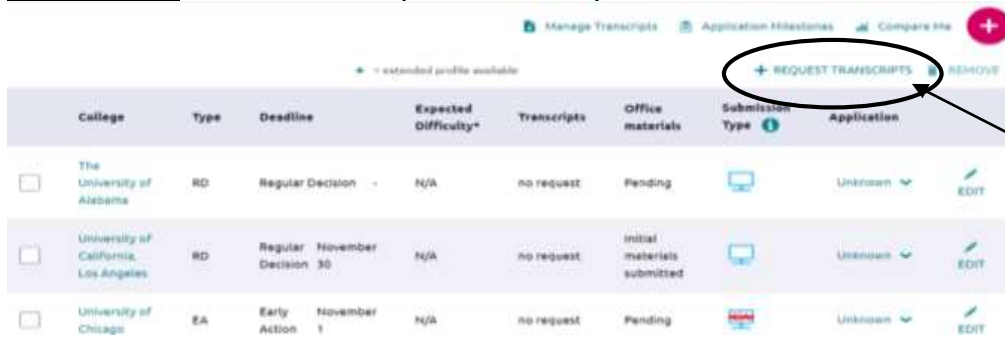 Manage Transcripts Application Milestones Compare Me +
+ = extended profile available + REQUEST TRANSCRIPTS REMOVE
College Type Deadline Expected Difficulty* Transcripts Office materials Submission Type i Application
The University of Alabama RD Regular Decision - N/A no request Pending Unknown EDIT
University of California, Los Angeles RD Regular Decision November 30 N/A no request Initial materials submitted Unknown EDIT
University of Chicago EA Early Action November 1 N/A no request Pending Unknown EDIT